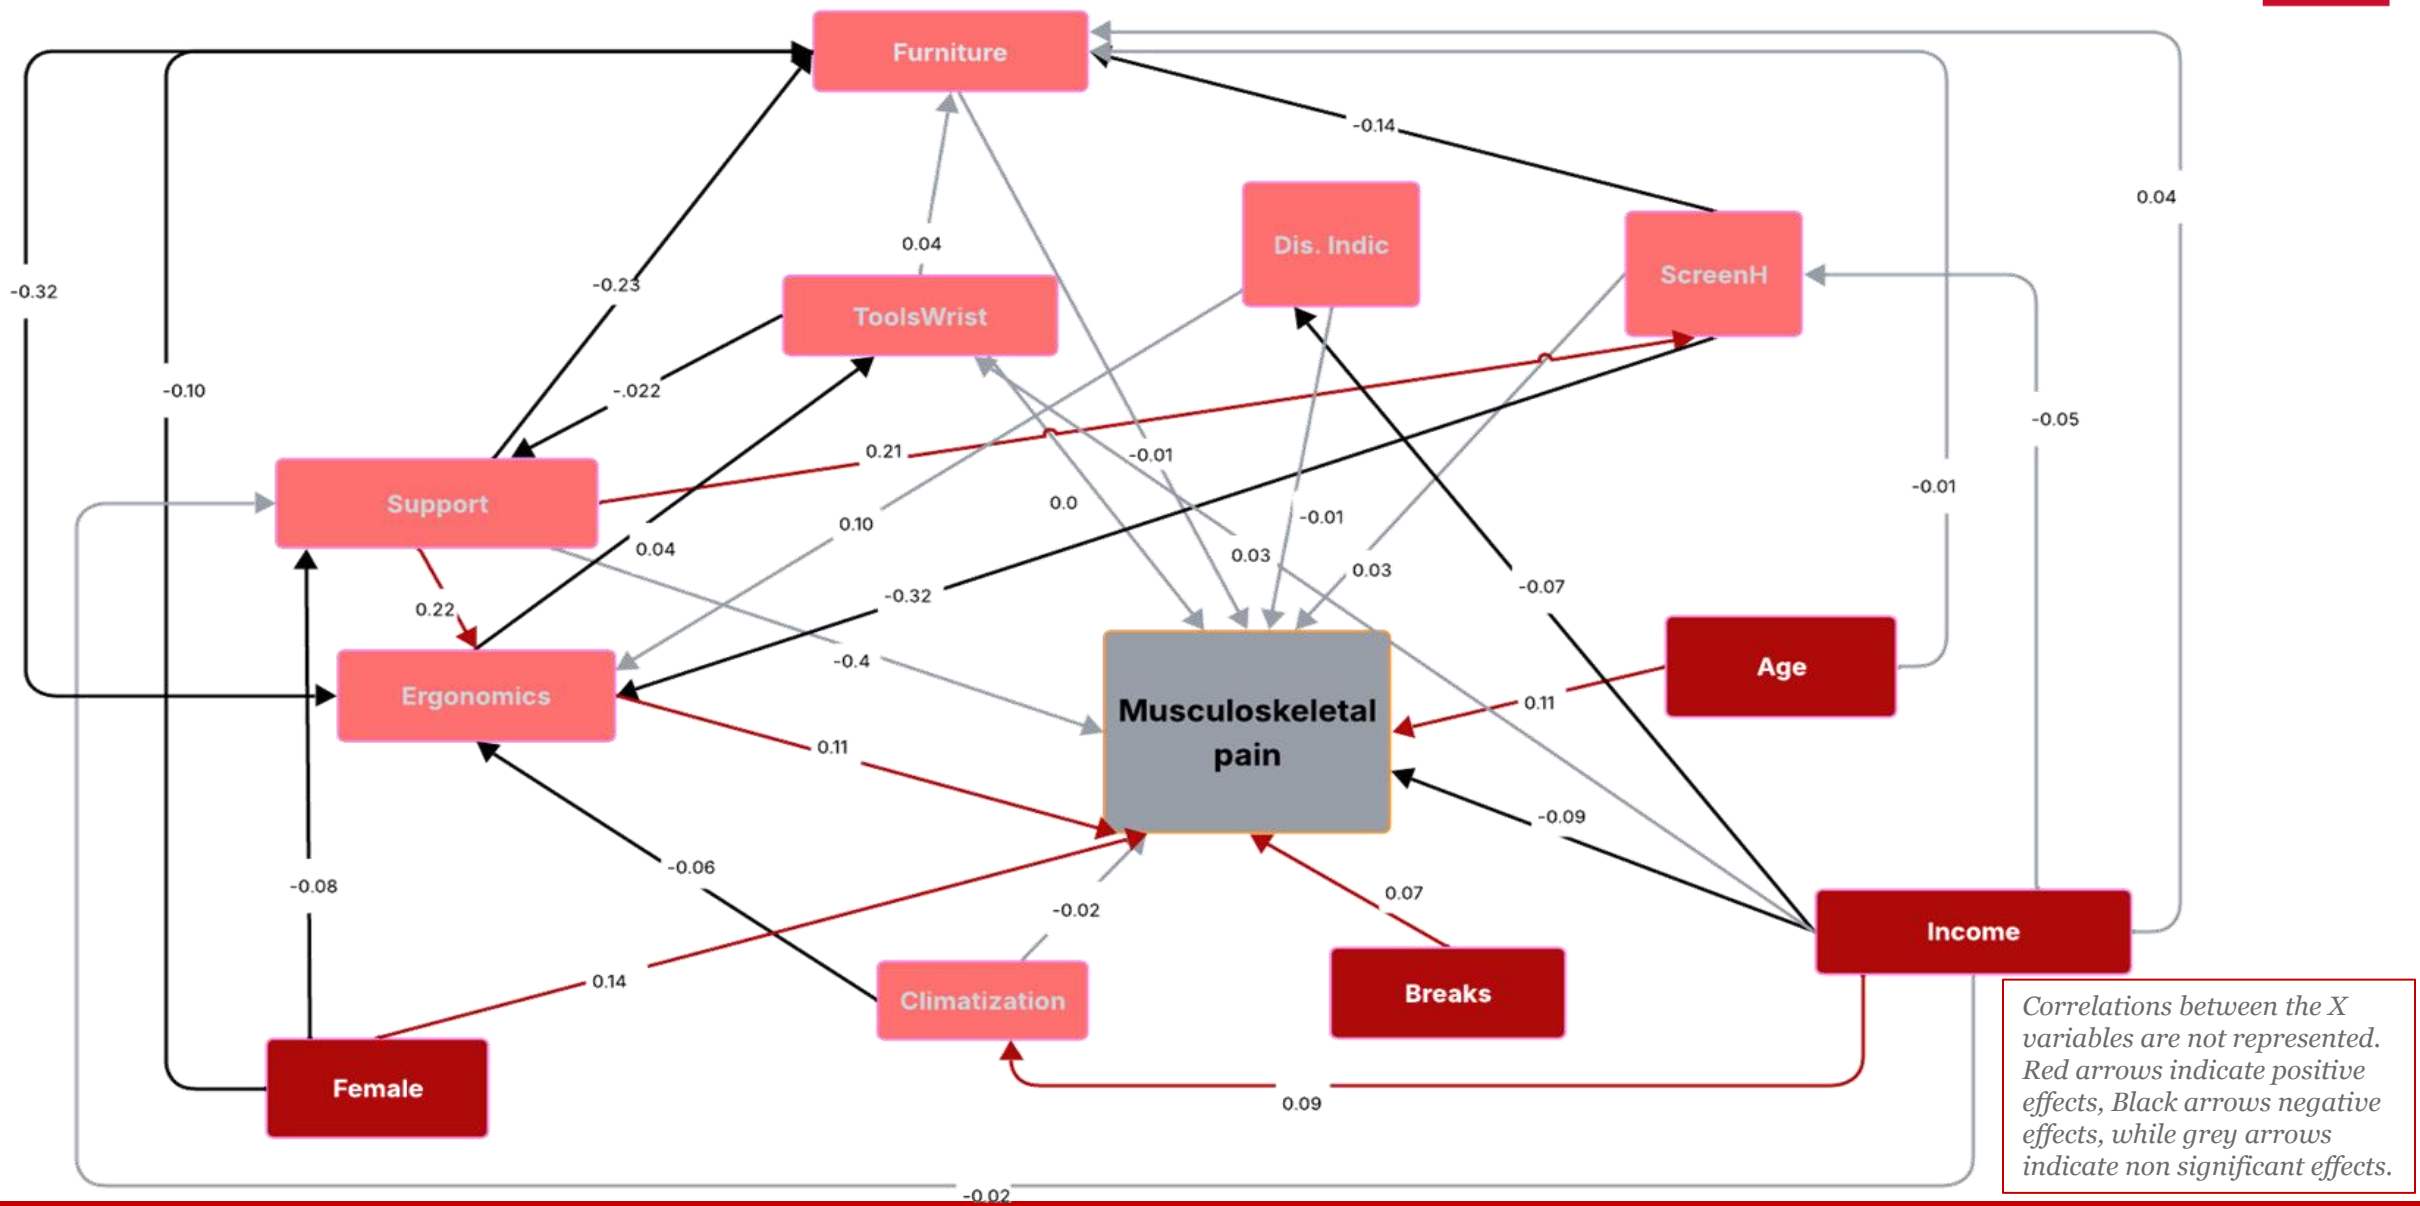 Furniture
-0.14
0.04
Dis. Indic
ScreenH
0.04
-0.32
-0.23
ToolsWrist
-0.10
-.022
-0.05
0.21
-0.01
-0.01
Support
0.0
-0.01
0.10
0.04
0.03
0.03
-0.07
-0.32
0.22
-0.4
Age
Ergonomics
0.11
Musculoskeletal
pain
0.11
-0.09
-0.06
-0.08
0.07
-0.02
Income
0.14
Climatization
Breaks
Female
0.09
-0.02
Correlations between the X
variables are not represented.
Red arrows indicate positive
effects, Black arrows negative
effects, while grey arrows
indicate non significant effects.